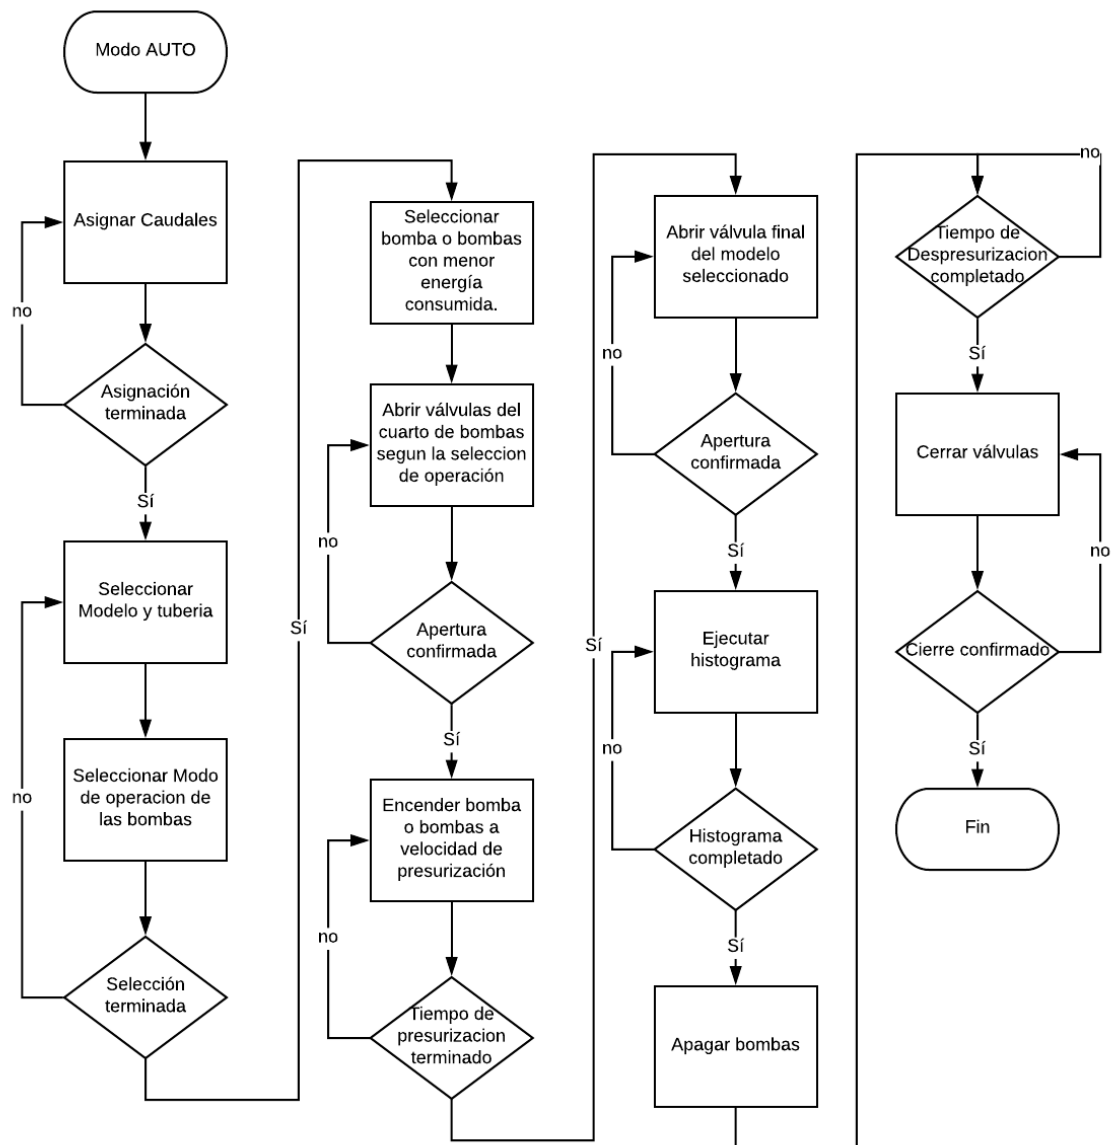 Modo AUTO
Asignar Caudales
no
Asignación
terminada
Sí
Seleccionar
Modelo y tuberia
Seleccionar Modo
de operacion de
las bombas
no
Selección
terminada
Sí
Seleccionar
bomba o bombas
con menor
energía
consumida.
Abrir válvulas del
cuarto de bombas
segun la seleccion
de operación
no
Apertura
confirmada
Sí
Encender bomba
o bombas a
velocidad de
presurización
no
Tiempo de
presurizacion
terminado
Sí
Abrir válvula final
del modelo
seleccionado
no
Apertura
confirmada
Sí
Ejecutar
histograma
no
Histograma
completado
Sí
Apagar bombas
no
Tiempo de
Despresurizacion
completado
Sí
Cerrar válvulas
no
Cierre confirmado
Sí
Fin